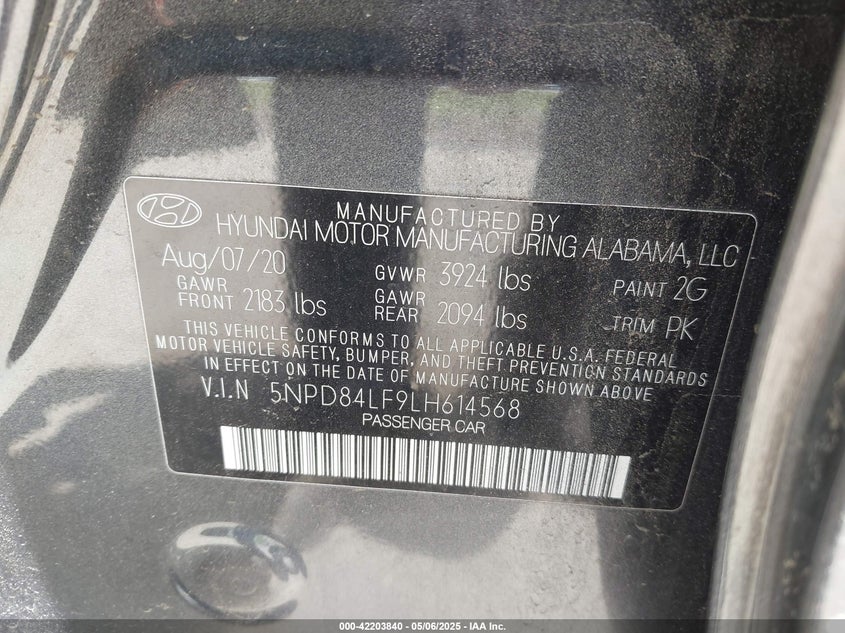 MANUFACTURED BY
HYUNDAI MOTOR MANUFACTURING ALABAMA, LLC
Aug/07/20 GVWR 3924 lbs PAINT 2G
GAWR FRONT 2183 lbs GAWR REAR 2094 lbs TRIM PK
THIS VEHICLE CONFORMS TO ALL APPLICABLE U.S.A. FEDERAL
MOTOR VEHICLE SAFETY, BUMPER, AND THEFT PREVENTION STANDARDS
IN EFFECT ON THE DATE OF MANUFACTURE SHOWN ABOVE
V.I.N 5NPD84LF9LH614568
PASSENGER CAR
000-42203840 - 05/06/2025 - IAA Inc.